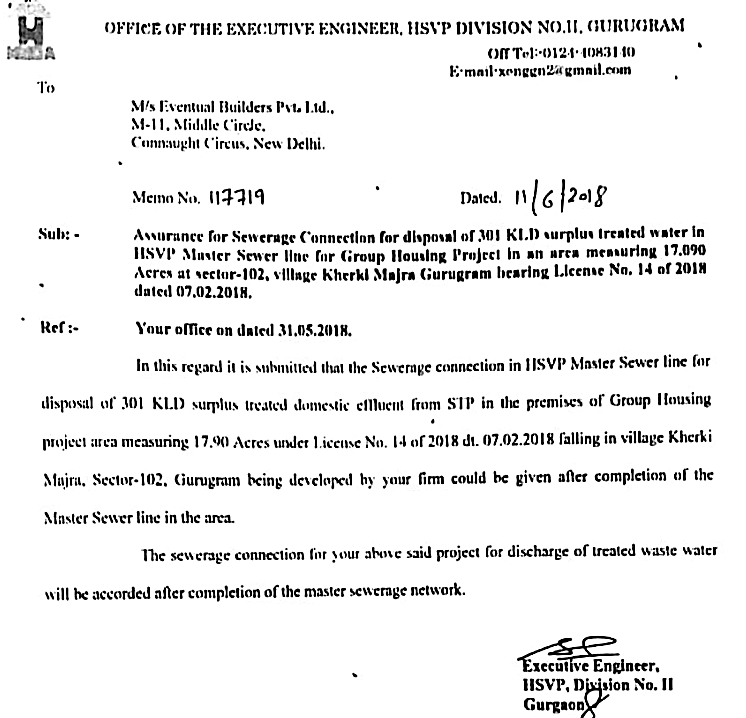 OFFICE OF THE EXECUTIVE ENGINEER, HSVP DIVISION NO.II, GURUGRAM
Off Tel:-0124-4083140
E-mail-xenggn2@gmail.com
To
M/s Eventual Builders Pvt. Ltd.,
M-11, Middle Circle,
Connaught Circus, New Delhi.
Memo No. 117719
Dated. 11/6/2018
Sub: - Assurance for Sewerage Connection for disposal of 301 KLD surplus treated water in
HSVP Master Sewer line for Group Housing Project in an area measuring 17.090
Acres at sector-102, village Kherki Majra Gurugram bearing License No. 14 of 2018
dated 07.02.2018.
Ref :- Your office on dated 31.05.2018.
In this regard it is submitted that the Sewerage connection in HSVP Master Sewer line for
disposal of 301 KLD surplus treated domestic effluent from STP in the premises of Group Housing
project area measuring 17.90 Acres under License No. 14 of 2018 dt. 07.02.2018 falling in village Kherki
Majra, Sector-102, Gurugram being developed by your firm could be given after completion of the
Master Sewer line in the area.
The sewerage connection for your above said project for discharge of treated waste water
will be accorded after completion of the master sewerage network.
Executive Engineer,
HSVP, Division No. II
Gurgaon